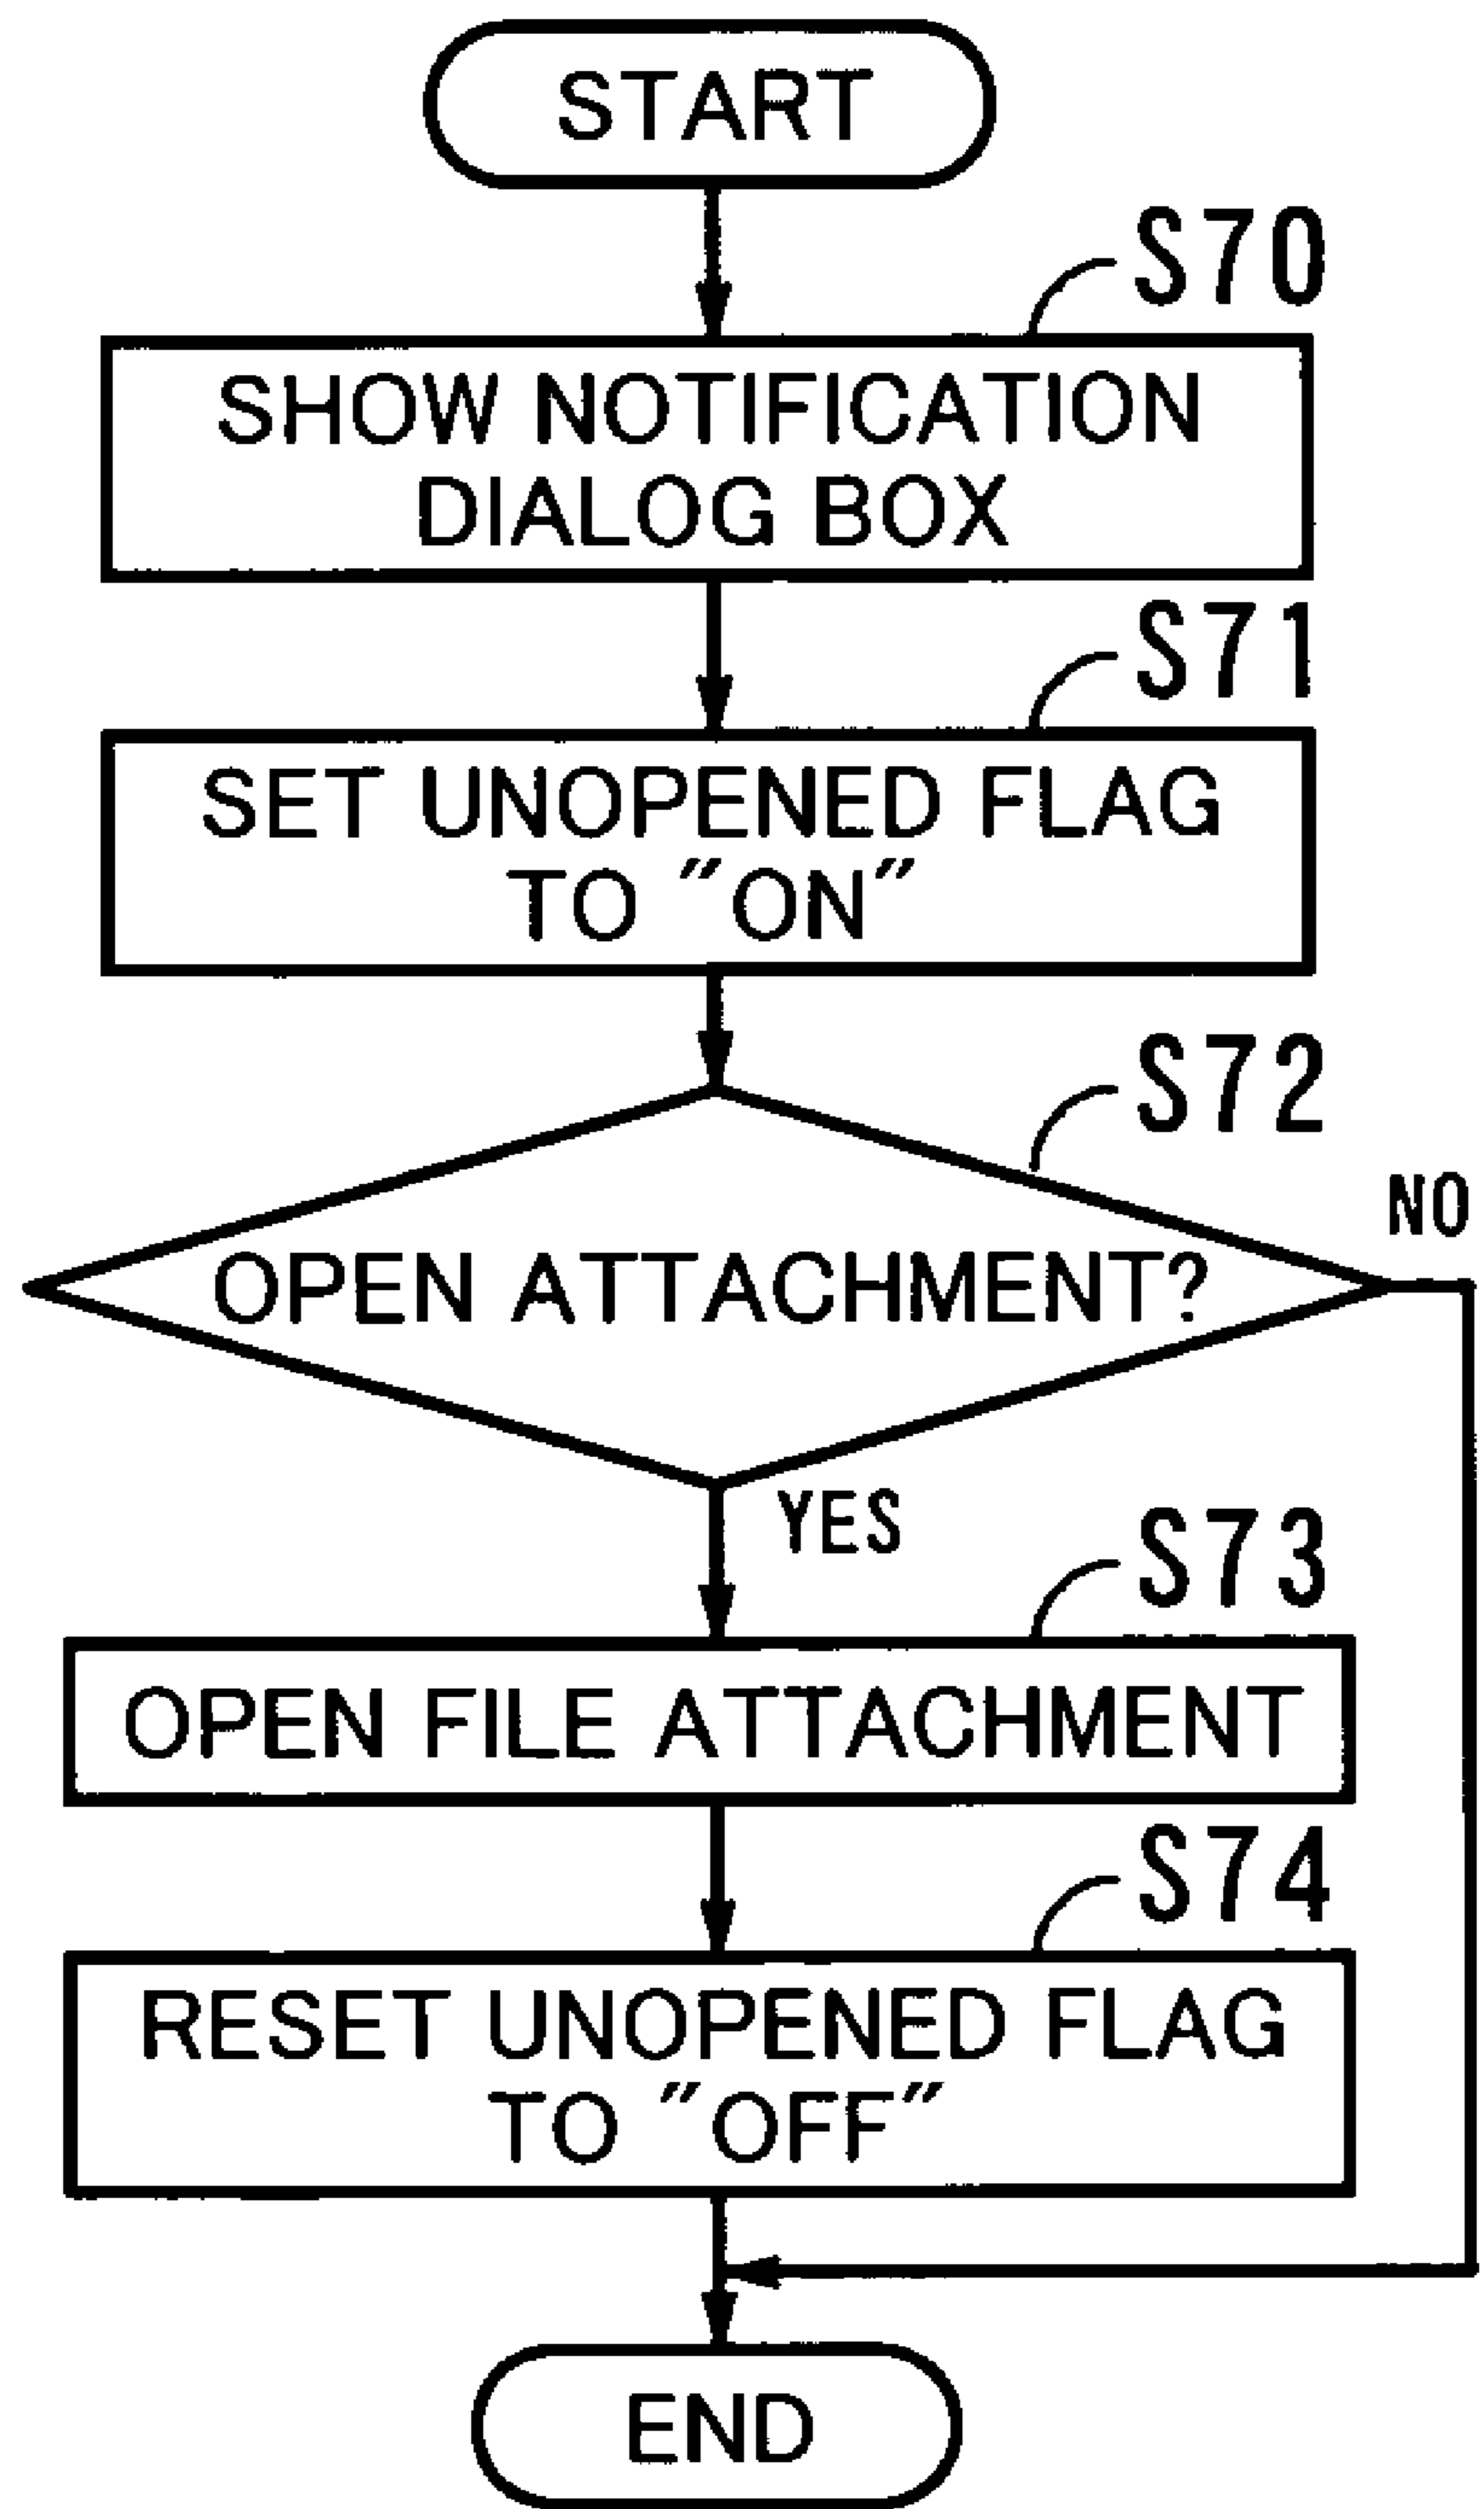 START
S70
SHOW NOTIFICATION
DIALOG BOX
S71
SET UNOPENED FLAG
TO "ON"
S72
NO
OPEN ATTACHMENT?
YES
S73
OPEN FILE ATTACHMENT
S74
RESET UNOPENED FLAG
TO "OFF"
END